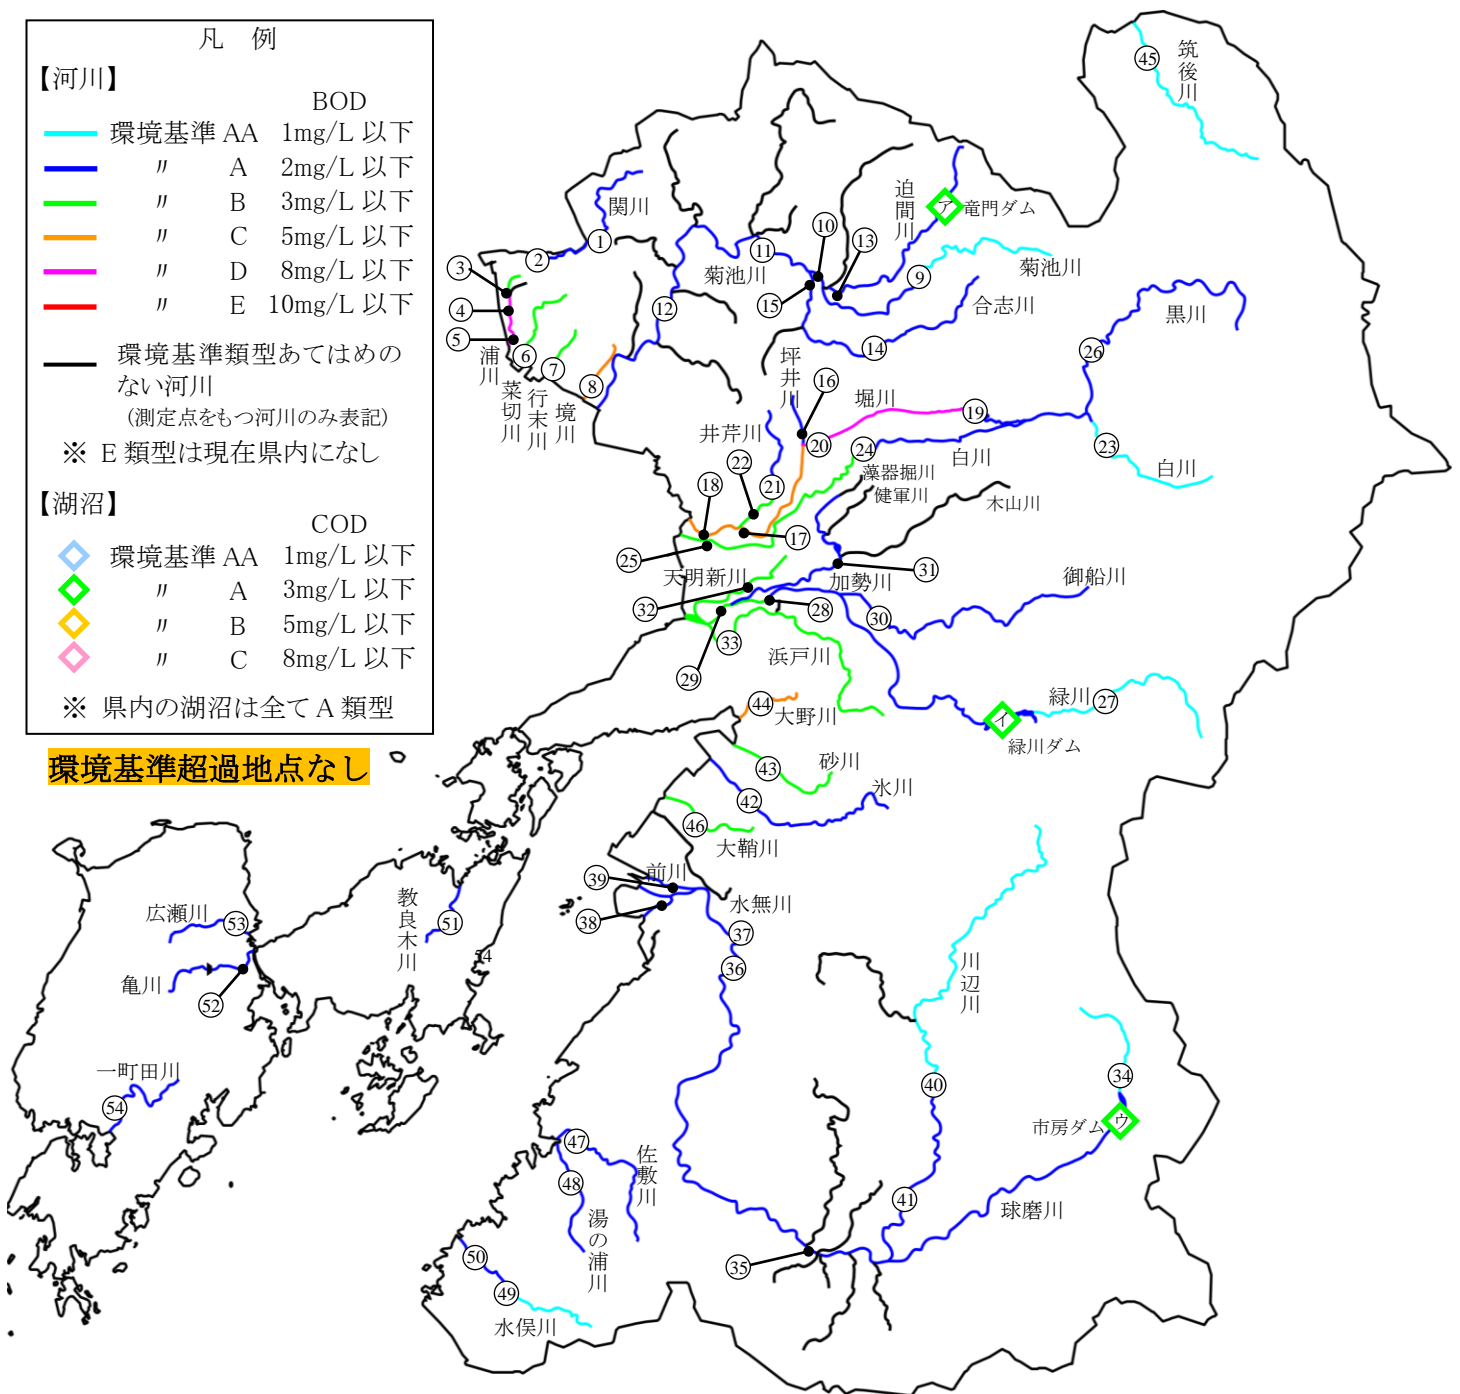 凡　例
【河川】
BOD
環境基準 AA 1mg/L 以下
〃 A 2mg/L 以下
〃 B 3mg/L 以下
〃 C 5mg/L 以下
〃 D 8mg/L 以下
〃 E 10mg/L 以下
環境基準類型あてはめの
ない河川
(測定点をもつ河川のみ表記)
※ E 類型は現在県内になし
【湖沼】
COD
環境基準 AA 1mg/L 以下
〃 A 3mg/L 以下
〃 B 5mg/L 以下
〃 C 8mg/L 以下
※ 県内の湖沼は全て A 類型
環境基準超過地点なし
筑後川
㊺
関川
①
②
③
④
⑤
⑥
⑦
⑧
浦川
菜切川
行末川
境川
迫間川
ア
竜門ダム
⑩
⑬
⑪
菊池川
⑨
菊池川
⑮
合志川
⑫
⑭
黒川
㉖
坪井川
⑯
堀川
⑲
⑳
井芹川
㉔
白川
㉓
白川
㉒
㉑
⑱
藻器堀川
健軍川
木山川
⑰
㉕
天明新川
㉛
加勢川
御船川
㉜
㉘
㉚
㉙
㉝
浜戸川
㊹
大野川
緑川
㉗
イ
緑川ダム
㊸
砂川
㊷
氷川
㊻
大鞘川
㊴
前川
㊳
水無川
㊲
㊱
教良木川
51
54
広瀬川
53
亀川
52
一町田川
54
川辺川
㊵
㉞
市房ダム
ウ
㊶
球磨川
㉟
㊼
佐敷川
㊽
湯の浦川
㊿
㊾
水俣川